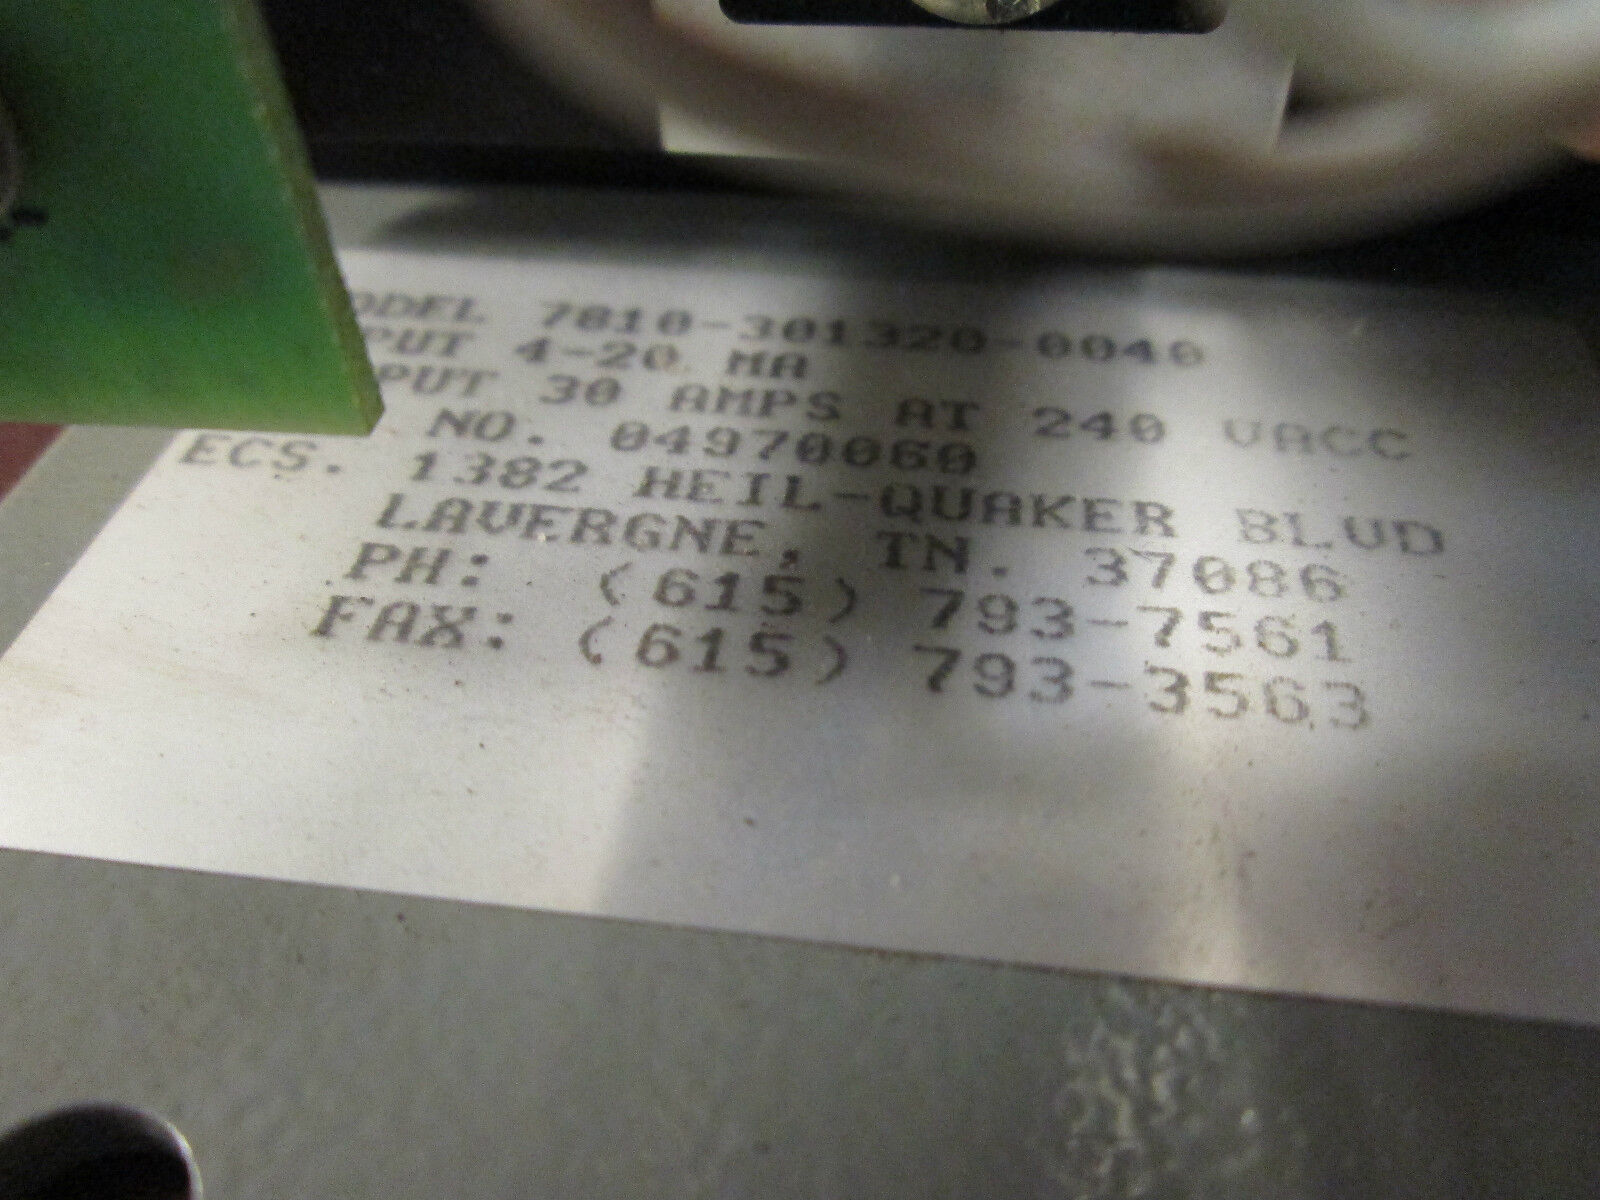 ODEL 7810-301320-0040
PUT 4-20 MA
PUT 30 AMPS AT 240 VACC
NO. 04970060
ECS. 1382 HEIL-QUAKER BLVD
LAVERGNE, TN. 37086
PH: (615) 793-7561
FAX: (615) 793-3563